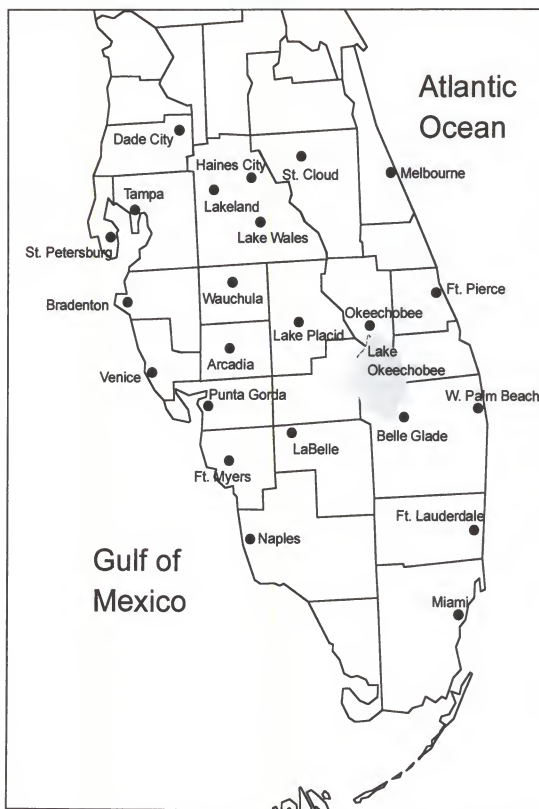 Atlantic
Ocean
Dade City
Haines City
St. Cloud
Melbourne
Tampa
Lakeland
Lake Wales
St. Petersburg
Wauchula
Ft. Pierce
Bradenton
Okeechobee
Lake Placid
Lake
Okeechobee
Arcadia
Venice
Punta Gorda
W. Palm Beach
Belle Glade
LaBelle
Ft. Myers
Ft. Lauderdale
Naples
Gulf of
Mexico
Miami